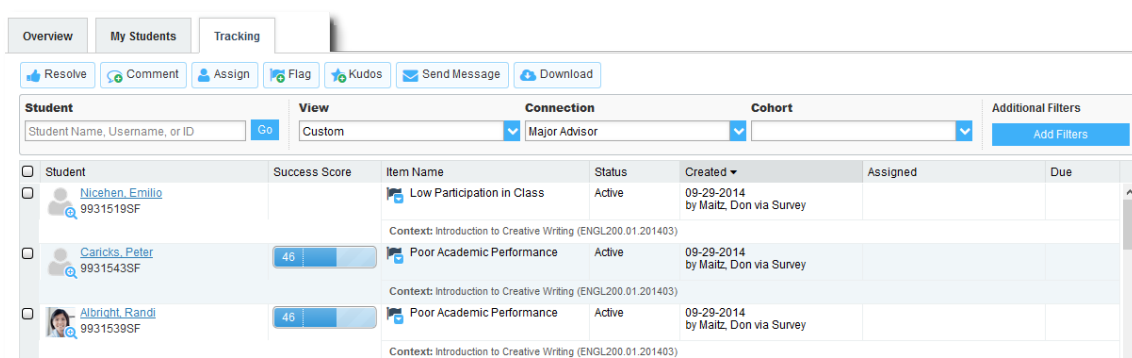 Overview My Students Tracking
Resolve Comment Assign Flag Kudos Send Message Download
Student View Connection Cohort Additional Filters
Student Name, Username, or ID Go Custom Major Advisor Add Filters
Student Success Score Item Name Status Created Assigned Due
Nicehen, Emilio Low Participation in Class Active 09-29-2014
9931519SF by Maitz, Don via Survey
Context: Introduction to Creative Writing (ENGL200.01.201403)
Caricks, Peter 46 Poor Academic Performance Active 09-29-2014
9931543SF by Maitz, Don via Survey
Context: Introduction to Creative Writing (ENGL200.01.201403)
Albright, Randi 46 Poor Academic Performance Active 09-29-2014
9931539SF by Maitz, Don via Survey
Context: Introduction to Creative Writing (ENGL200.01.201403)